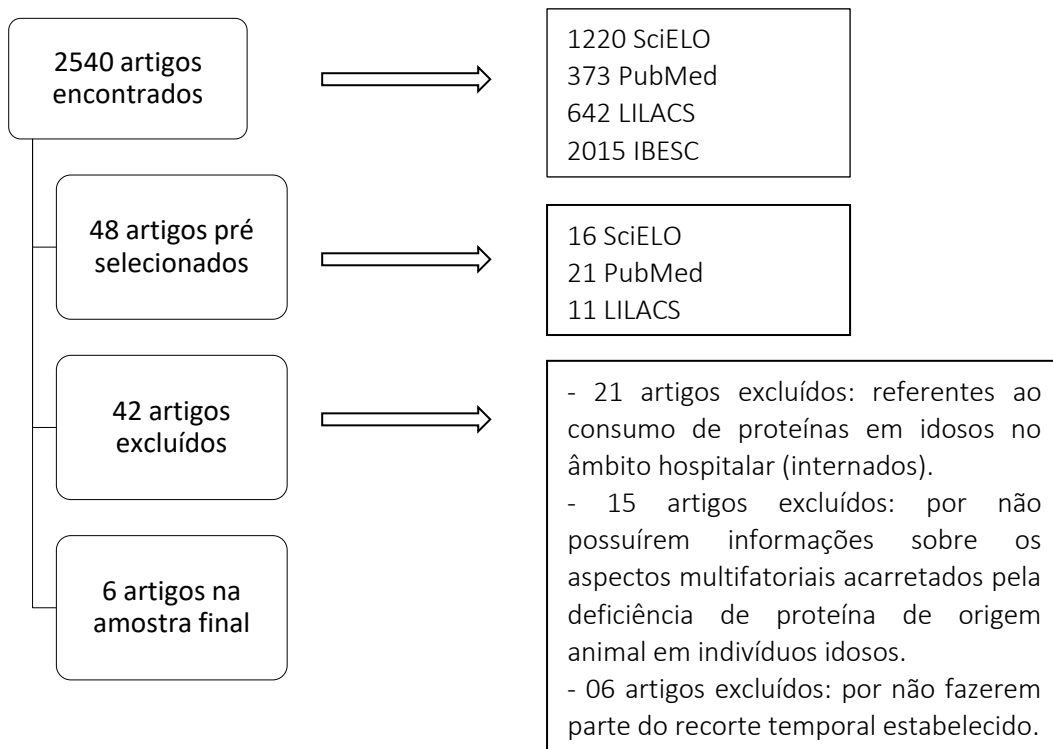 2540 artigos
encontrados
1220 SciELO
373 PubMed
642 LILACS
2015 IBESC
48 artigos pré
selecionados
16 SciELO
21 PubMed
11 LILACS
42 artigos
excluídos
- 21 artigos excluídos: referentes ao
consumo de proteínas em idosos no
âmbito hospitalar (internados).
- 15 artigos excluídos: por não
possuírem informações sobre os
aspectos multifatoriais acarretados pela
deficiência de proteína de origem
animal em indivíduos idosos.
- 06 artigos excluídos: por não fazerem
parte do recorte temporal estabelecido.
6 artigos na
amostra final